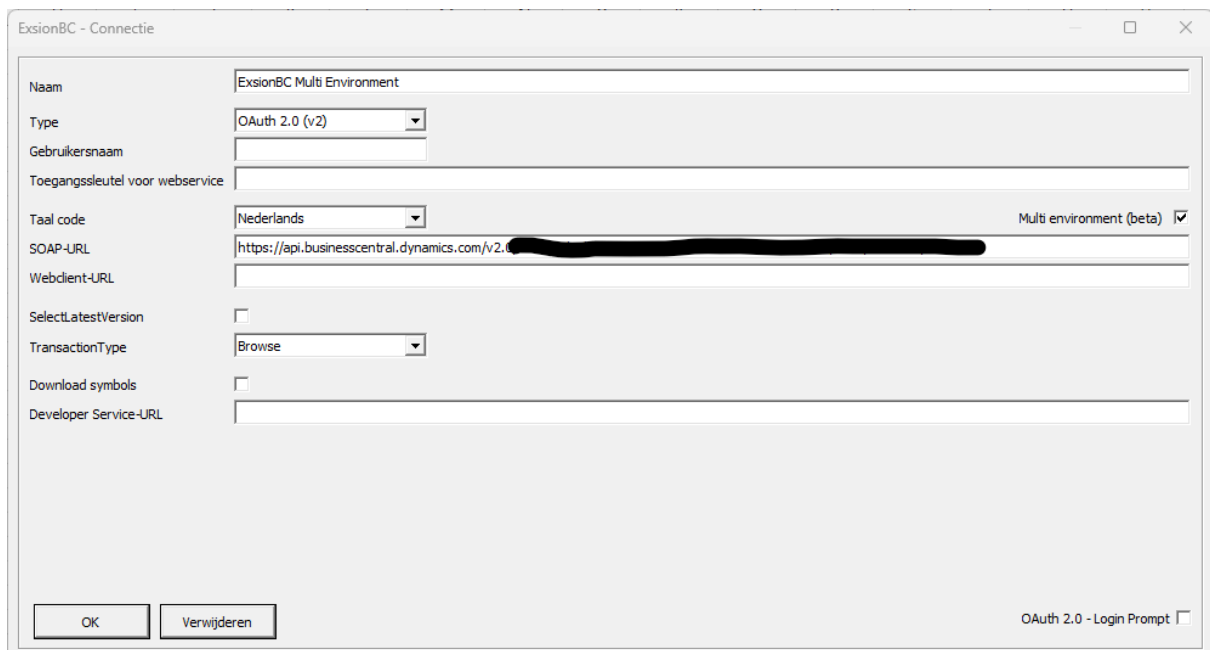 ExsionBC - Connectie
Naam ExsionBC Multi Environment
Type OAuth 2.0 (v2)
Gebruikersnaam
Toegangssleutel voor webservice
Taal code Nederlands Multi environment (beta)
SOAP-URL https://api.businesscentral.dynamics.com/v2.0
Webclient-URL
SelectLatestVersion
TransactionType Browse
Download symbols
Developer Service-URL
OK Verwijderen OAuth 2.0 - Login Prompt